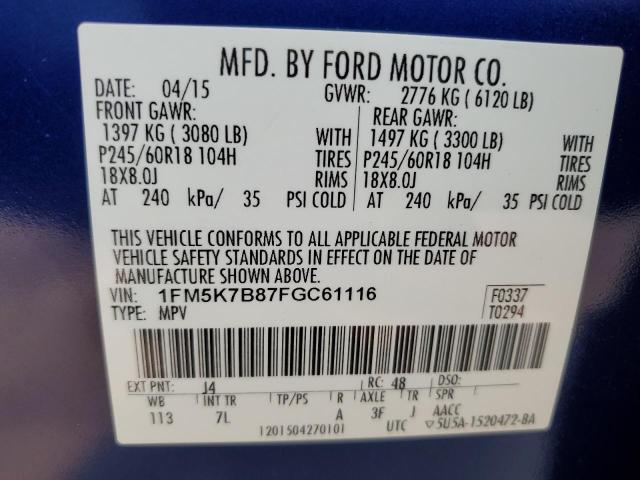 MFD. BY FORD MOTOR CO.
DATE: 04/15 GVWR: 2776 KG ( 6120 LB)
FRONT GAWR: REAR GAWR:
1397 KG ( 3080 LB) WITH 1497 KG ( 3300 LB) WITH
P245/60R18 104H TIRES P245/60R18 104H TIRES
18X8.0J RIMS 18X8.0J RIMS
AT 240 kPa/ 35 PSI COLD AT 240 kPa/ 35 PSI COLD
THIS VEHICLE CONFORMS TO ALL APPLICABLE FEDERAL MOTOR
VEHICLE SAFETY STANDARDS IN EFFECT ON THE DATE OF
MANUFACTURE SHOWN ABOVE.
VIN: 1FM5K7B87FGC61116 F0337
TYPE: MPV T0294
EXT PNT: J4 RC: 48 DSO:
WB INT TR TP/PS R AXLE TR SPR
113 7L A 3F J AACC
1201504270101 UTC ▽5U5A-1520472-BA